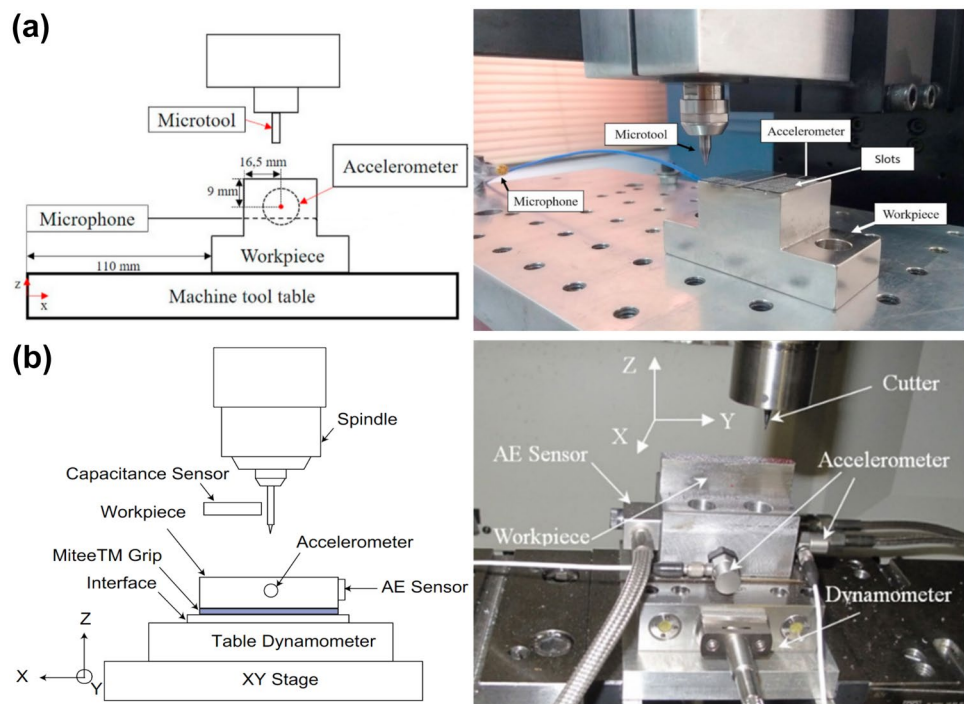 (a)
Microtool
16,5 mm
Accelerometer
9 mm
Microphone
Workpiece
110 mm
z
x
Machine tool table
Microtool
Accelerometer
Slots
Microphone
Workpiece
(b)
Spindle
Capacitance Sensor
Workpiece
Accelerometer
MiteeTM Grip
Interface
AE Sensor
Z
Table Dynamometer
X
Y
XY Stage
Z
Cutter
Y
X
AE Sensor
Accelerometer
Workpiece
Dynamometer